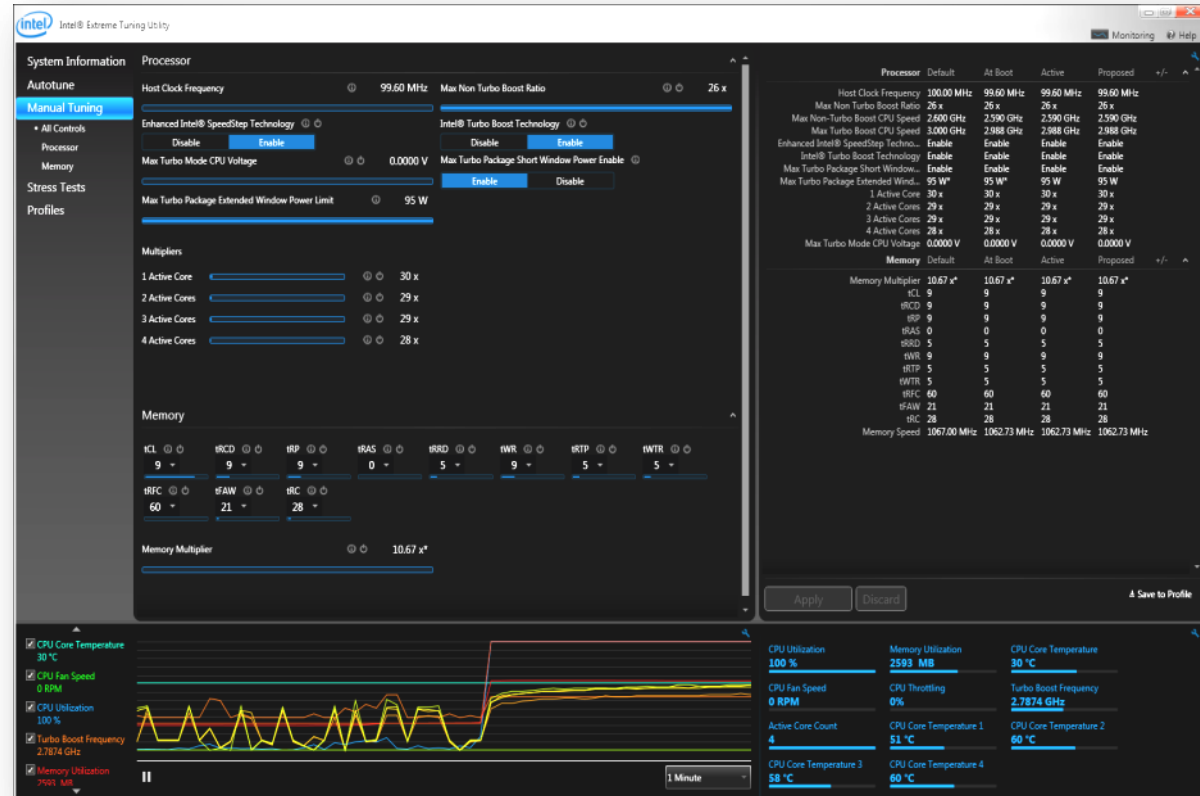 intel Intel® Extreme Tuning Utility
Monitoring Help
System Information
Autotune
Manual Tuning
• All Controls
Processor
Memory
Stress Tests
Profiles
Processor
Host Clock Frequency 99.60 MHz Max Non Turbo Boost Ratio 26 x
Enhanced Intel® SpeedStep Technology Intel® Turbo Boost Technology
Disable Enable Disable Enable
Max Turbo Mode CPU Voltage 0.0000 V Max Turbo Package Short Window Power Enable
Enable Disable
Max Turbo Package Extended Window Power Limit 95 W
Multipliers
1 Active Core 30 x
2 Active Cores 29 x
3 Active Cores 29 x
4 Active Cores 28 x
Memory
tCL tRCD tRP tRAS tRRD tWR tRTP tWTR
9 9 9 0 5 9 5 5
tRFC tFAW tRC
60 21 28
Memory Multiplier 10.67 x*
Processor Default At Boot Active Proposed +/-
Host Clock Frequency 100.00 MHz 99.60 MHz 99.60 MHz 99.60 MHz
Max Non Turbo Boost Ratio 26 x 26 x 26 x 26 x
Max Non-Turbo Boost CPU Speed 2.600 GHz 2.590 GHz 2.590 GHz 2.590 GHz
Max Turbo Boost CPU Speed 3.000 GHz 2.988 GHz 2.988 GHz 2.988 GHz
Enhanced Intel® SpeedStep Techno... Enable Enable Enable Enable
Intel® Turbo Boost Technology Enable Enable Enable Enable
Max Turbo Package Short Window... Enable Enable Enable Enable
Max Turbo Package Extended Wind... 95 W* 95 W* 95 W 95 W
1 Active Core 30 x 30 x 30 x 30 x
2 Active Cores 29 x 29 x 29 x 29 x
3 Active Cores 29 x 29 x 29 x 29 x
4 Active Cores 28 x 28 x 28 x 28 x
Max Turbo Mode CPU Voltage 0.0000 V 0.0000 V 0.0000 V 0.0000 V
Memory Default At Boot Active Proposed +/-
Memory Multiplier 10.67 x* 10.67 x* 10.67 x* 10.67 x*
tCL 9 9 9 9
tRCD 9 9 9 9
tRP 9 9 9 9
tRAS 0 0 0 0
tRRD 5 5 5 5
tWR 9 9 9 9
tRTP 5 5 5 5
tWTR 5 5 5 5
tRFC 60 60 60 60
tFAW 21 21 21 21
tRC 28 28 28 28
Memory Speed 1067.00 MHz 1062.73 MHz 1062.73 MHz 1062.73 MHz
Apply Discard Save to Profile
CPU Core Temperature
30 °C
CPU Fan Speed
0 RPM
CPU Utilization
100 %
Turbo Boost Frequency
2.7874 GHz
Memory Utilization
2593 MB
1 Minute
CPU Utilization Memory Utilization CPU Core Temperature
100 % 2593 MB 30 °C
CPU Fan Speed CPU Throttling Turbo Boost Frequency
0 RPM 0% 2.7874 GHz
Active Core Count CPU Core Temperature 1 CPU Core Temperature 2
4 51 °C 60 °C
CPU Core Temperature 3 CPU Core Temperature 4
58 °C 60 °C